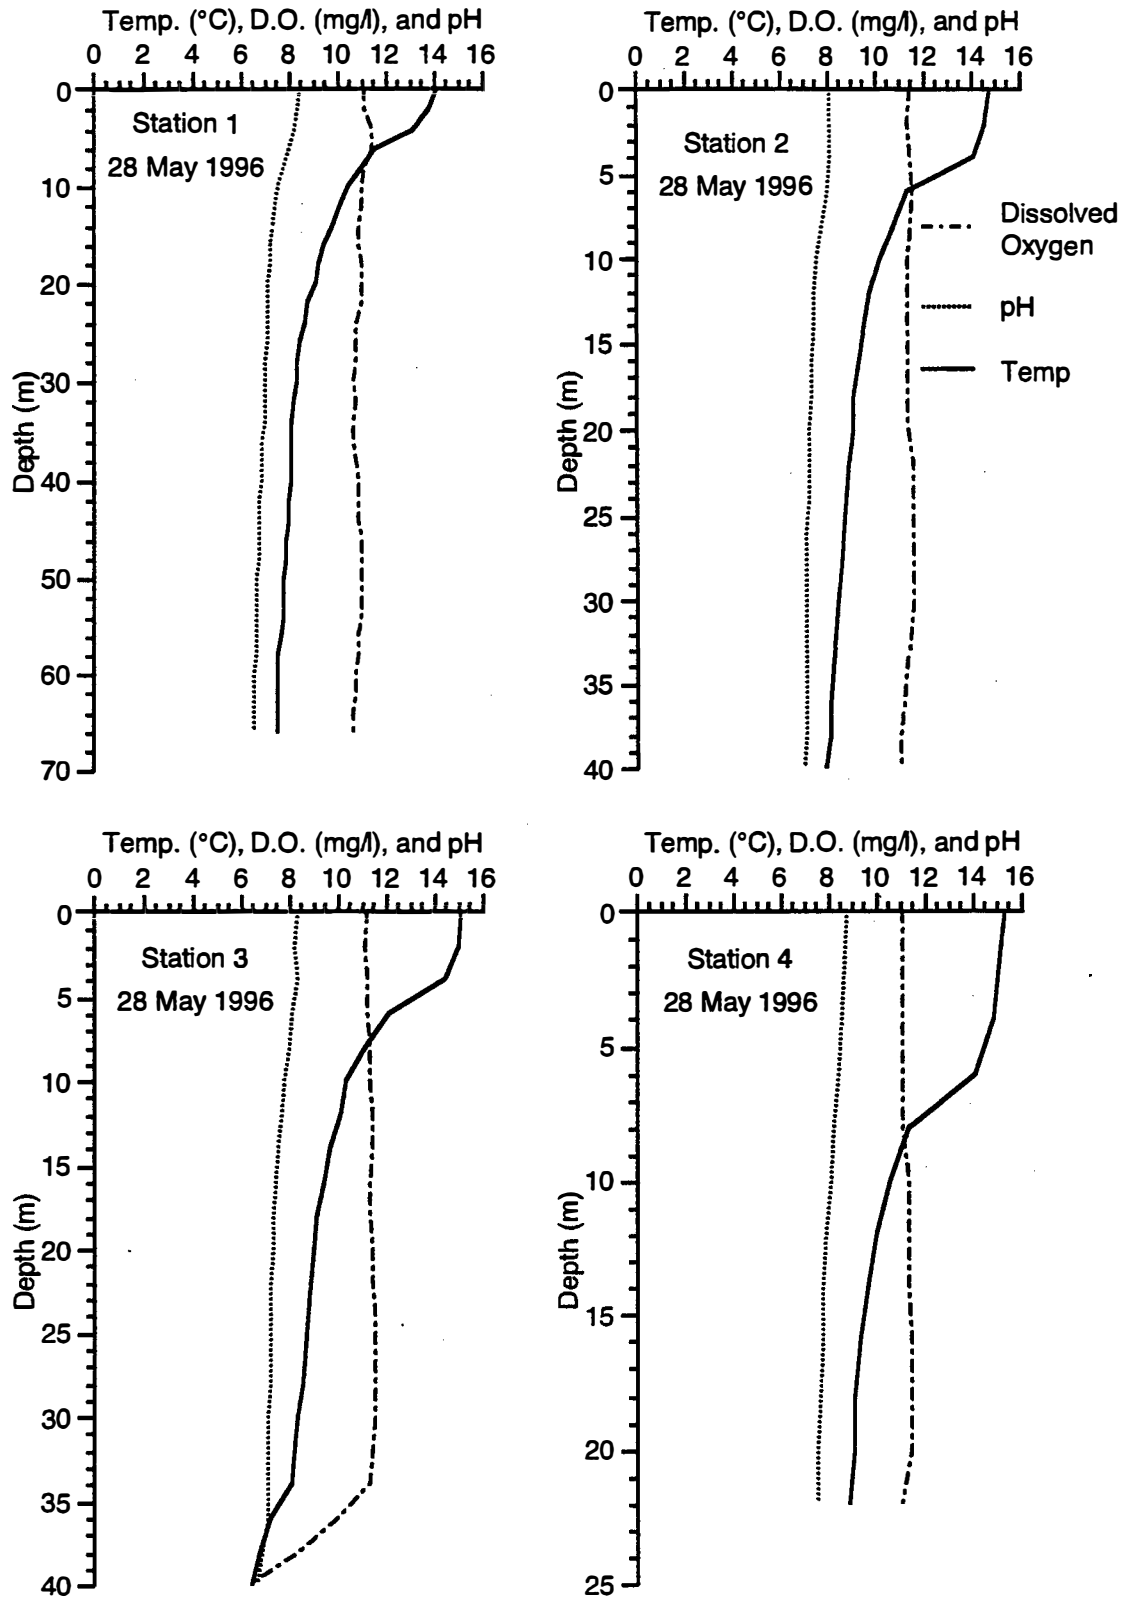 Temp. (°C), D.O. (mg/l), and pH
0 2 4 6 8 10 12 14 16
0
10
20
30
40
50
60
70
Depth (m)
Station 1
28 May 1996
Temp. (°C), D.O. (mg/l), and pH
0 2 4 6 8 10 12 14 16
0
5
10
15
20
25
30
35
40
Depth (m)
Station 2
28 May 1996
Dissolved
Oxygen
pH
Temp
Temp. (°C), D.O. (mg/l), and pH
0 2 4 6 8 10 12 14 16
0
5
10
15
20
25
30
35
40
Depth (m)
Station 3
28 May 1996
Temp. (°C), D.O. (mg/l), and pH
0 2 4 6 8 10 12 14 16
0
5
10
15
20
25
Depth (m)
Station 4
28 May 1996